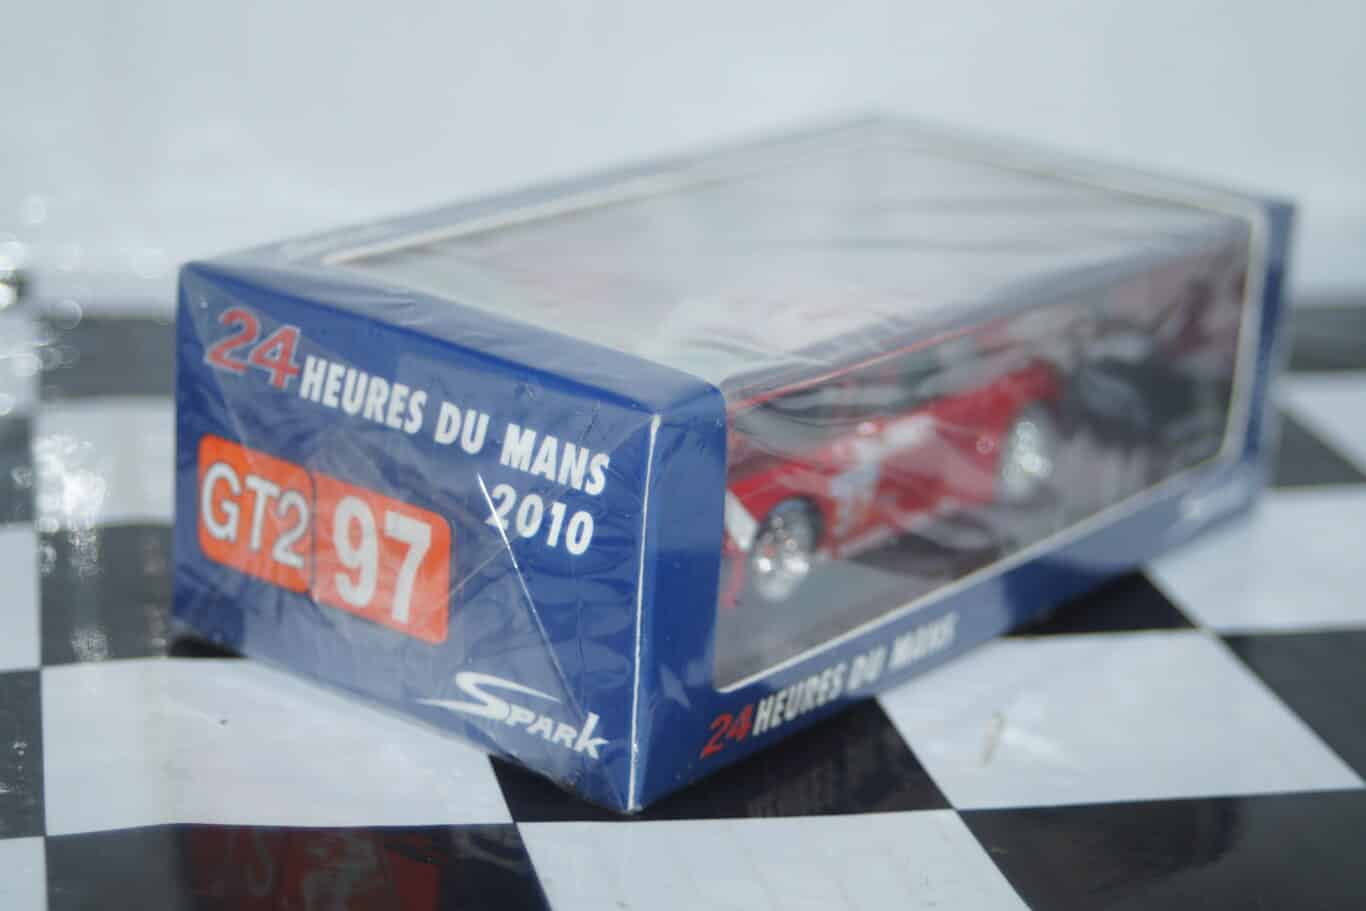 24 HEURES DU MANS
2010
GT2 97
SPARK
24 HEURES DU MANS